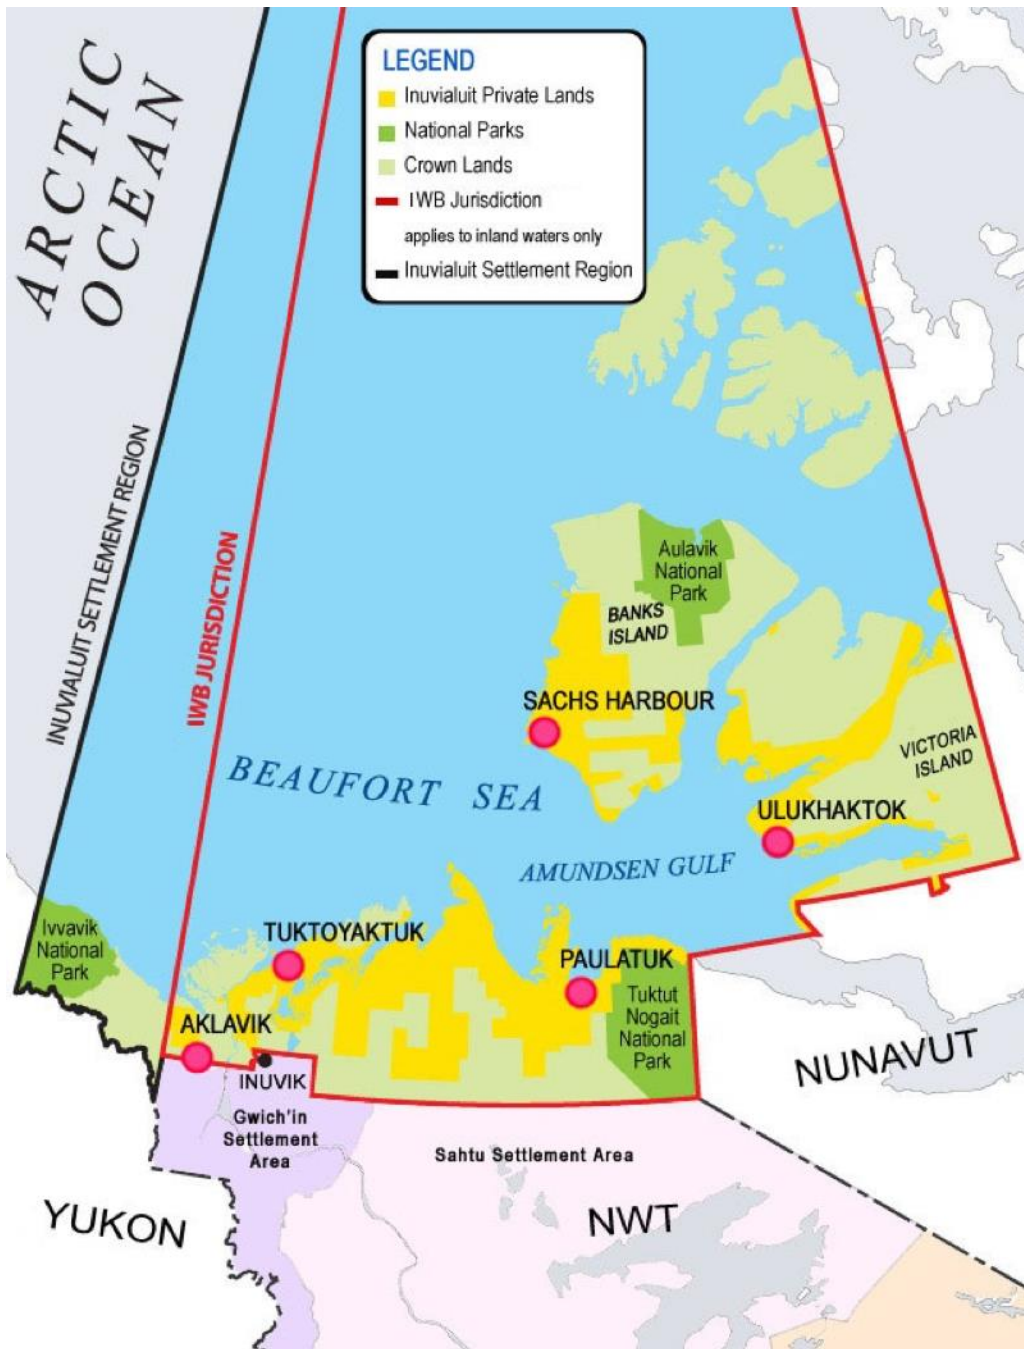 ARCTIC
OCEAN
LEGEND
Inuvialuit Private Lands
National Parks
Crown Lands
IWB Jurisdiction
applies to inland waters only
Inuvialuit Settlement Region
INUVIALUIT SETTLEMENT REGION
IWB JURISDICTION
Aulavik
National
Park
BANKS
ISLAND
SACHS HARBOUR
VICTORIA
ISLAND
BEAUFORT SEA
ULUKHAKTOK
AMUNDSEN GULF
Ivvavik
National
Park
TUKTOYAKTUK
PAULATUK
Tuktut
Nogait
National
Park
AKLAVIK
INUVIK
NUNAVUT
Gwich'in
Settlement
Area
Sahtu Settlement Area
YUKON
NWT